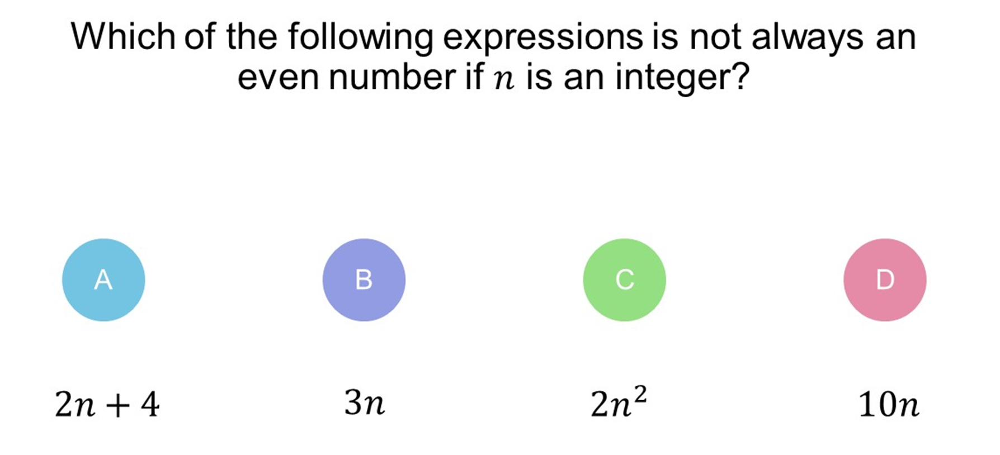 Which of the following expressions is not always an
even number if n is an integer?
A B C D
2n + 4 3n 2n² 10n